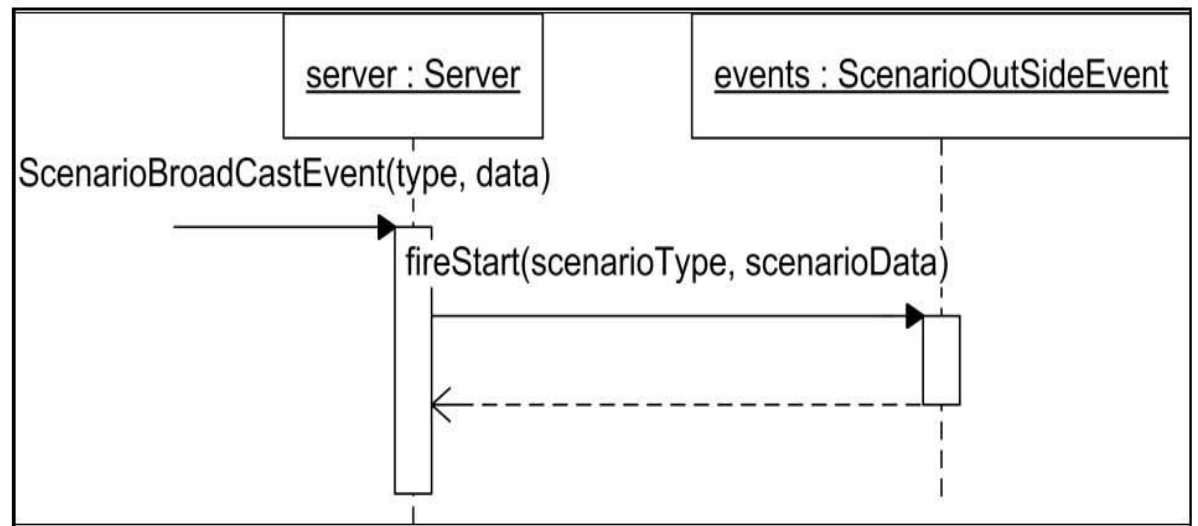 server : Server
events : ScenarioOutSideEvent
ScenarioBroadCastEvent(type, data)
fireStart(scenarioType, scenarioData)